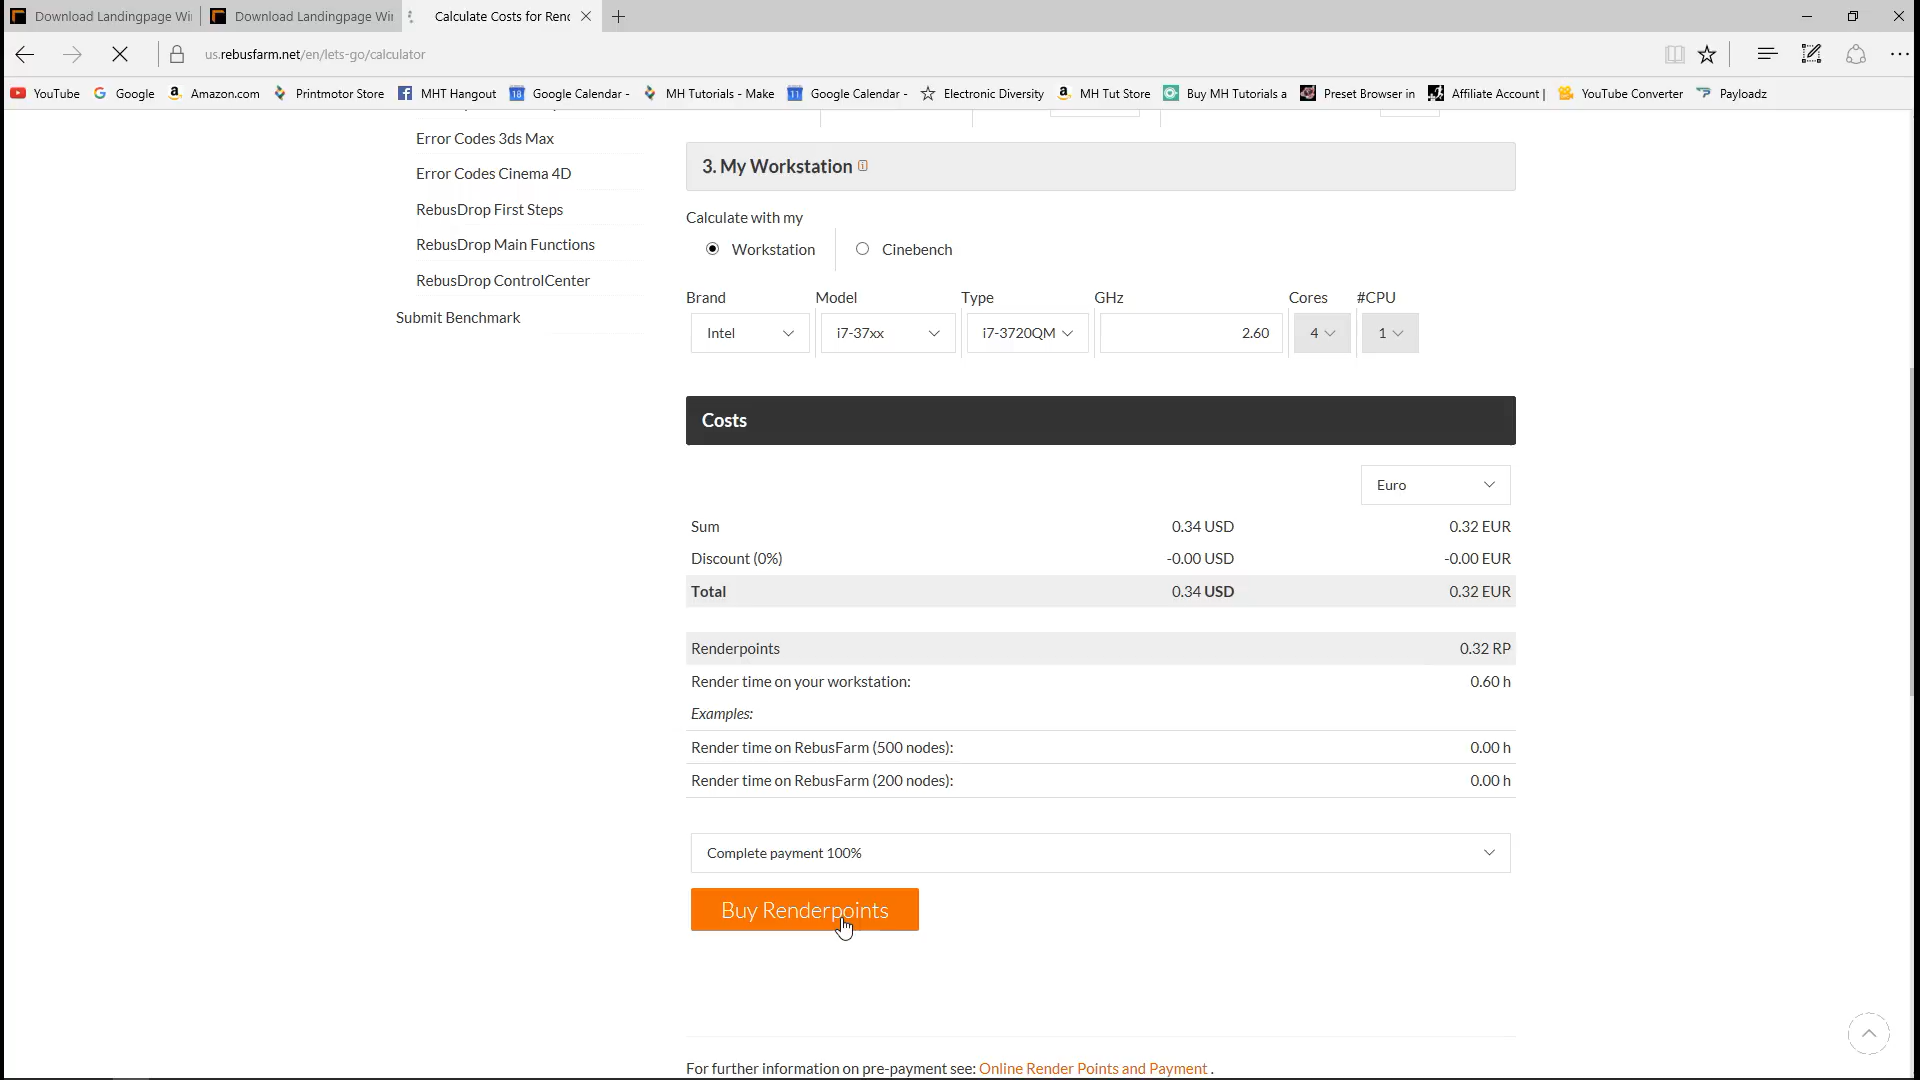 Download Landingpage Wi
Download Landingpage Wi
Calculate Costs for Ren
us.rebusfarm.net/en/lets-go/calculator
YouTube
Google
Amazon.com
Printmotor Store
MHT Hangout
18
Google Calendar -
MH Tutorials - Make
11
Google Calendar -
Electronic Diversity
MH Tut Store
Buy MH Tutorials a
Preset Browser in
Affiliate Account |
YouTube Converter
Payloadz
Error Codes 3ds Max
Error Codes Cinema 4D
RebusDrop First Steps
RebusDrop Main Functions
RebusDrop ControlCenter
Submit Benchmark
3. My Workstation
Calculate with my
Workstation
Cinebench
Brand Model Type GHz Cores #CPU
Intel i7-37xx i7-3720QM 2.60 4 1
Costs
Euro
Sum 0.34 USD 0.32 EUR
Discount (0%) -0.00 USD -0.00 EUR
Total 0.34 USD 0.32 EUR
Renderpoints 0.32 RP
Render time on your workstation: 0.60 h
Examples:
Render time on RebusFarm (500 nodes): 0.00 h
Render time on RebusFarm (200 nodes): 0.00 h
Complete payment 100%
Buy Renderpoints
For further information on pre-payment see: Online Render Points and Payment .